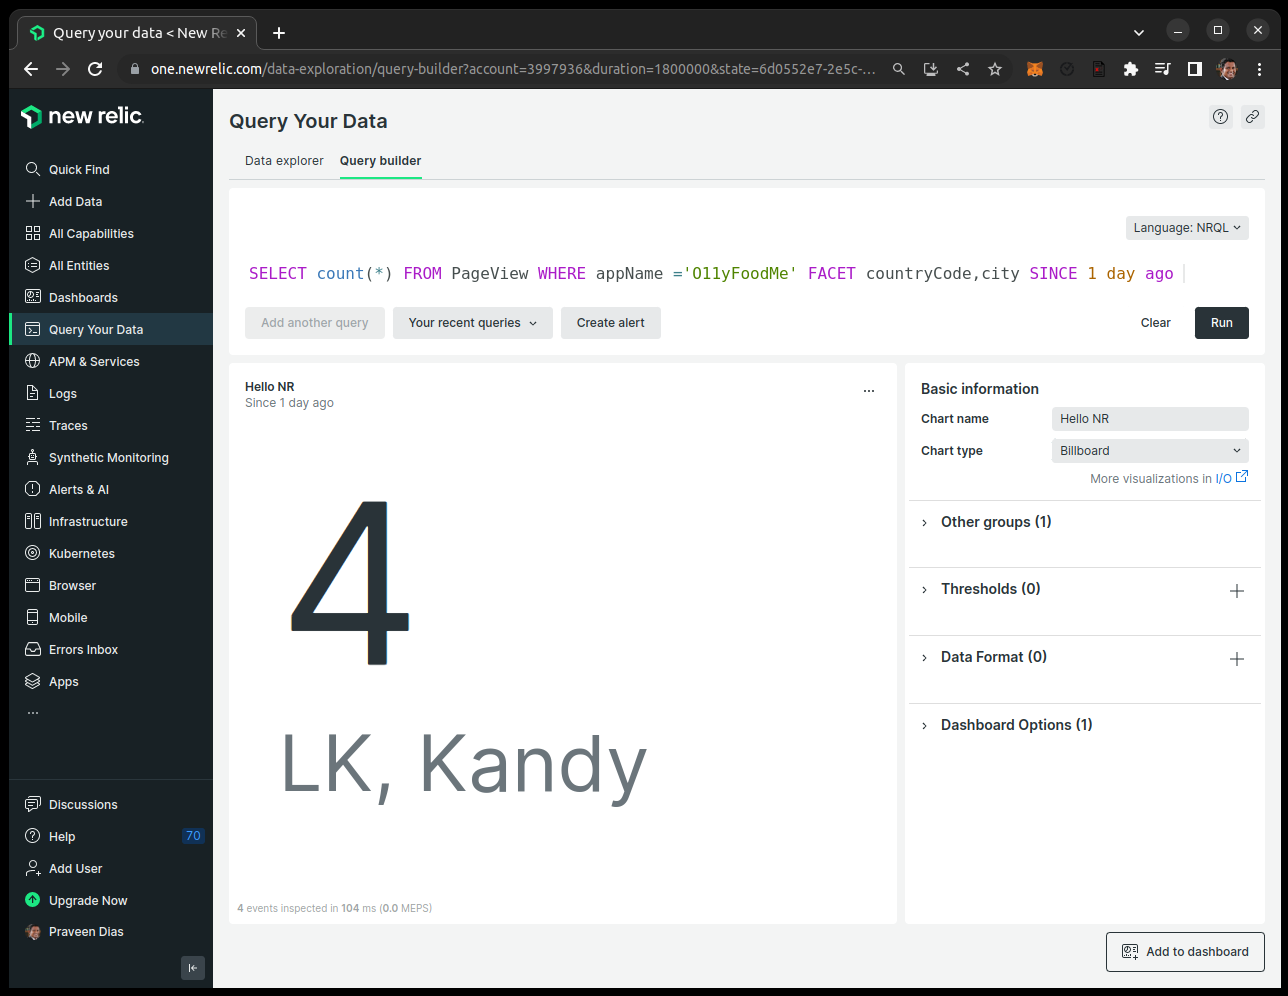 Query your data < New Re
one.newrelic.com/data-exploration/query-builder?account=3997936&duration=1800000&state=6d0552e7-2e5c-...
new relic.
Quick Find
Add Data
All Capabilities
All Entities
Dashboards
Query Your Data
APM & Services
Logs
Traces
Synthetic Monitoring
Alerts & AI
Infrastructure
Kubernetes
Browser
Mobile
Errors Inbox
Apps
...
Discussions
Help 70
Add User
Upgrade Now
Praveen Dias
Query Your Data
Data explorer Query builder
Language: NRQL
SELECT count(*) FROM PageView WHERE appName ='O11yFoodMe' FACET countryCode,city SINCE 1 day ago
Add another query Your recent queries Create alert Clear Run
Hello NR
Since 1 day ago
...
4
LK, Kandy
4 events inspected in 104 ms (0.0 MEPS)
Basic information
Chart name Hello NR
Chart type Billboard
More visualizations in I/O
Other groups (1)
Thresholds (0)
Data Format (0)
Dashboard Options (1)
Add to dashboard